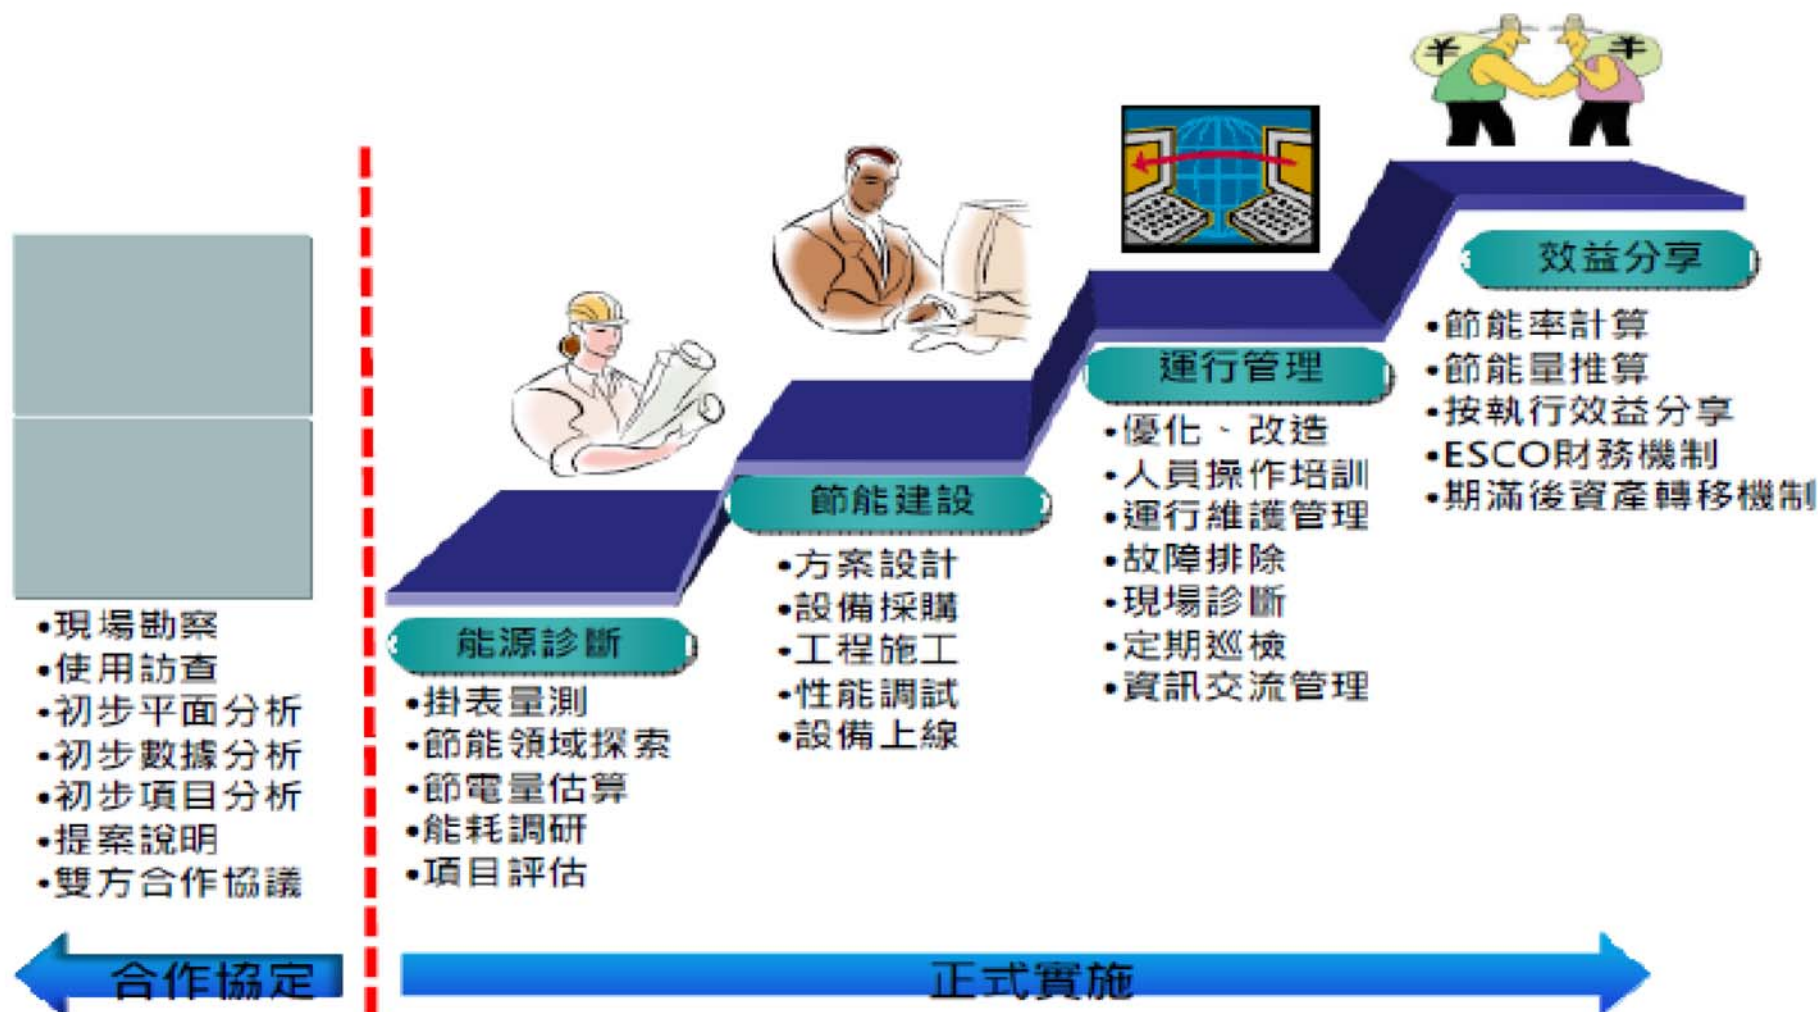 •現場勘察
•使用訪查
•初步平面分析
•初步數據分析
•初步項目分析
•提案說明
•雙方合作協議
合作協定
能源診斷
•掛表量測
•節能領域探索
•節電量估算
•能耗調研
•項目評估
節能建設
•方案設計
•設備採購
•工程施工
•性能調試
•設備上線
運行管理
•優化、改造
•人員操作培訓
•運行維護管理
•故障排除
•現場診斷
•定期巡檢
•資訊交流管理
¥
¥
效益分享
•節能率計算
•節能量推算
•按執行效益分享
•ESCO財務機制
•期滿後資產轉移機制
正式實施